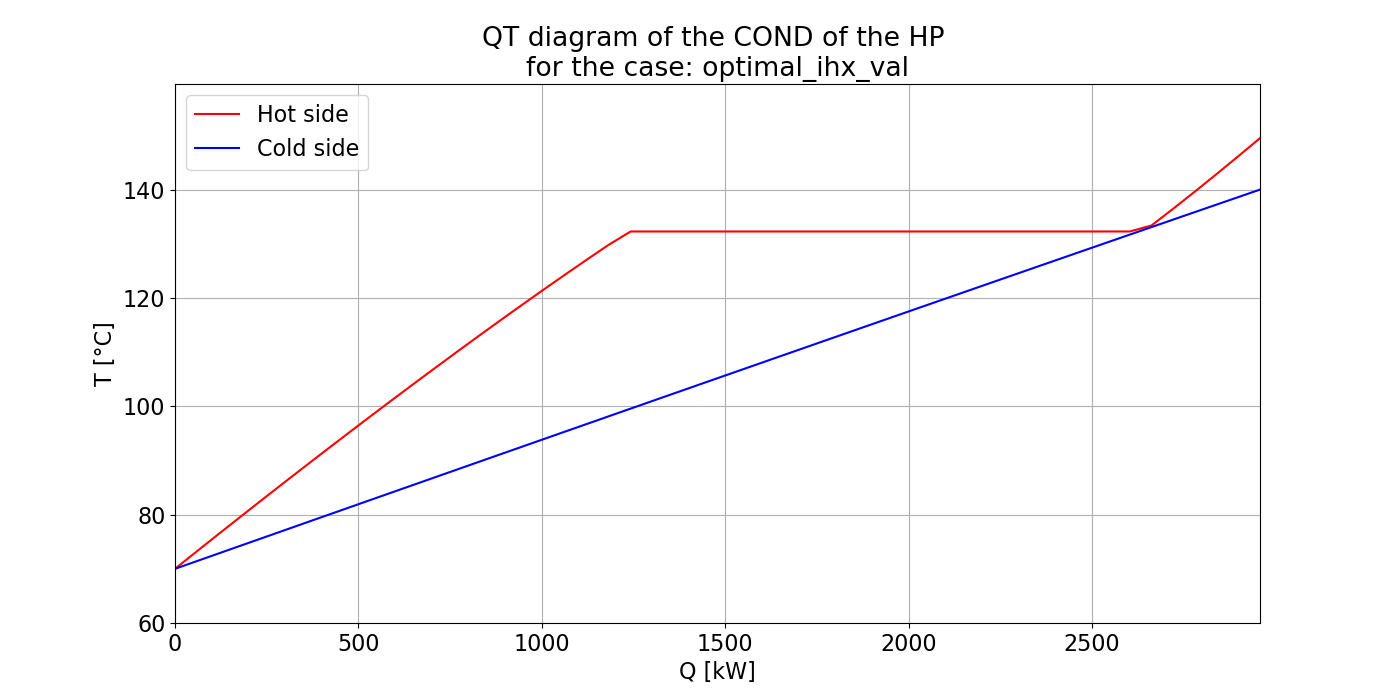 QT diagram of the COND of the HP
for the case: optimal_ihx_val
Hot side
Cold side
140
120
100
80
60
T [°C]
0 500 1000 1500 2000 2500
Q [kW]